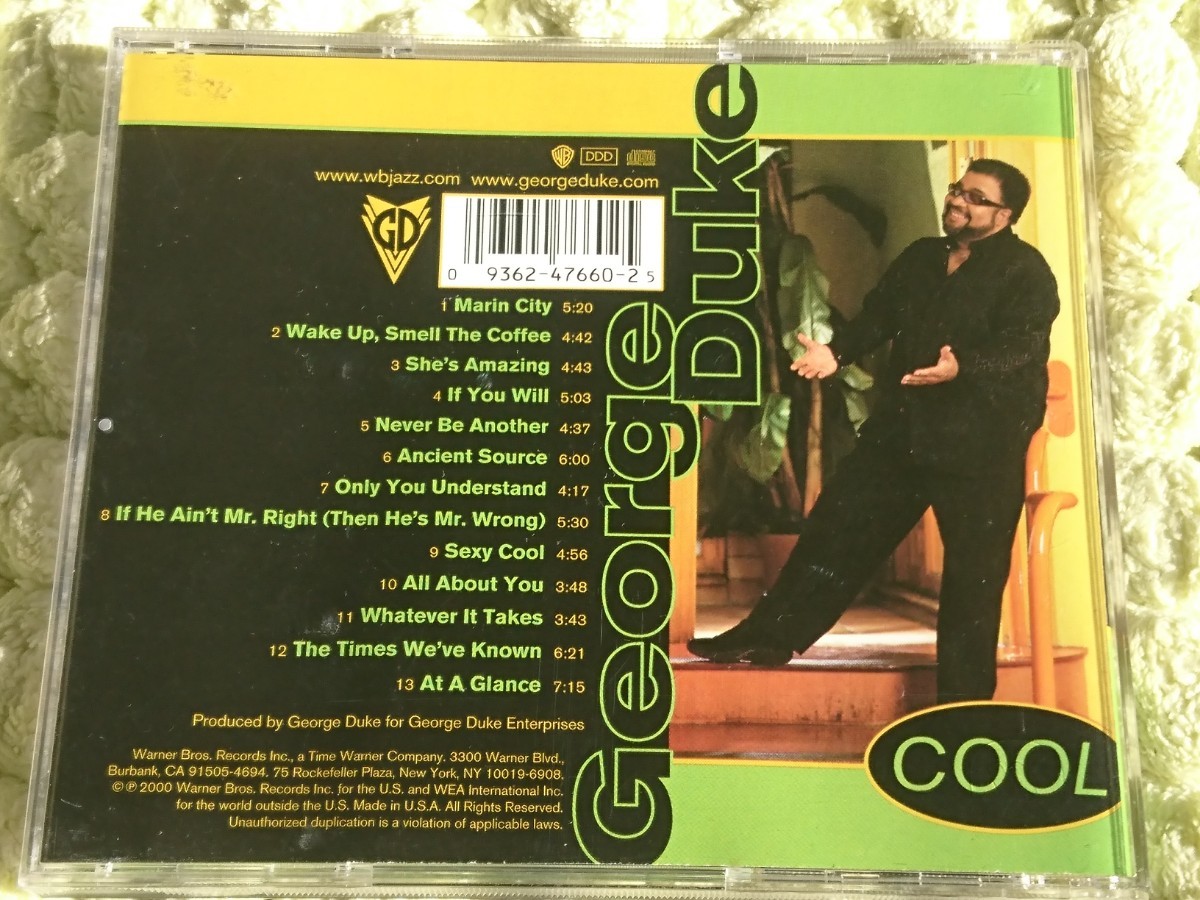 George Duke
WB DDD
www.wbjazz.com www.georgeduke.com
GD
0 9362-47660-2 5
1 Marin City 5:20
2 Wake Up, Smell The Coffee 4:42
3 She's Amazing 4:43
4 If You Will 5:03
5 Never Be Another 4:37
6 Ancient Source 6:00
7 Only You Understand 4:17
8 If He Ain't Mr. Right (Then He's Mr. Wrong) 5:30
9 Sexy Cool 4:56
10 All About You 3:48
11 Whatever It Takes 3:43
12 The Times We've Known 6:21
13 At A Glance 7:15
Produced by George Duke for George Duke Enterprises
Warner Bros. Records Inc., a Time Warner Company. 3300 Warner Blvd.,
Burbank, CA 91505-4694. 75 Rockefeller Plaza, New York, NY 10019-6908.
©℗ 2000 Warner Bros. Records Inc. for the U.S. and WEA International Inc.
for the world outside the U.S. Made in U.S.A. All Rights Reserved.
Unauthorized duplication is a violation of applicable laws.
COOL